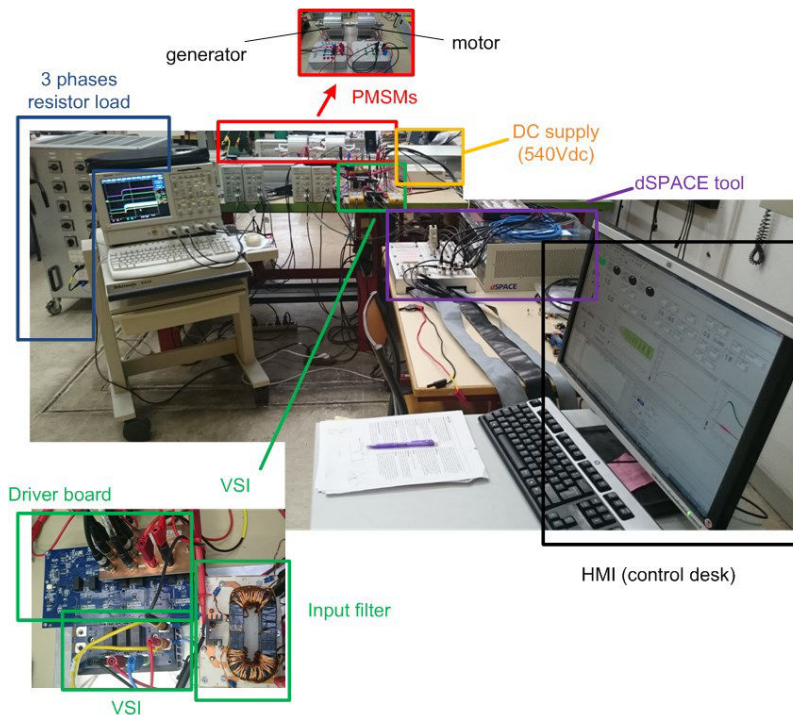 generator
motor
3 phases
resistor load
PMSMs
DC supply
(540Vdc)
dSPACE tool
dSPACE
Tektronix
VSI
Driver board
HMI (control desk)
Input filter
VSI